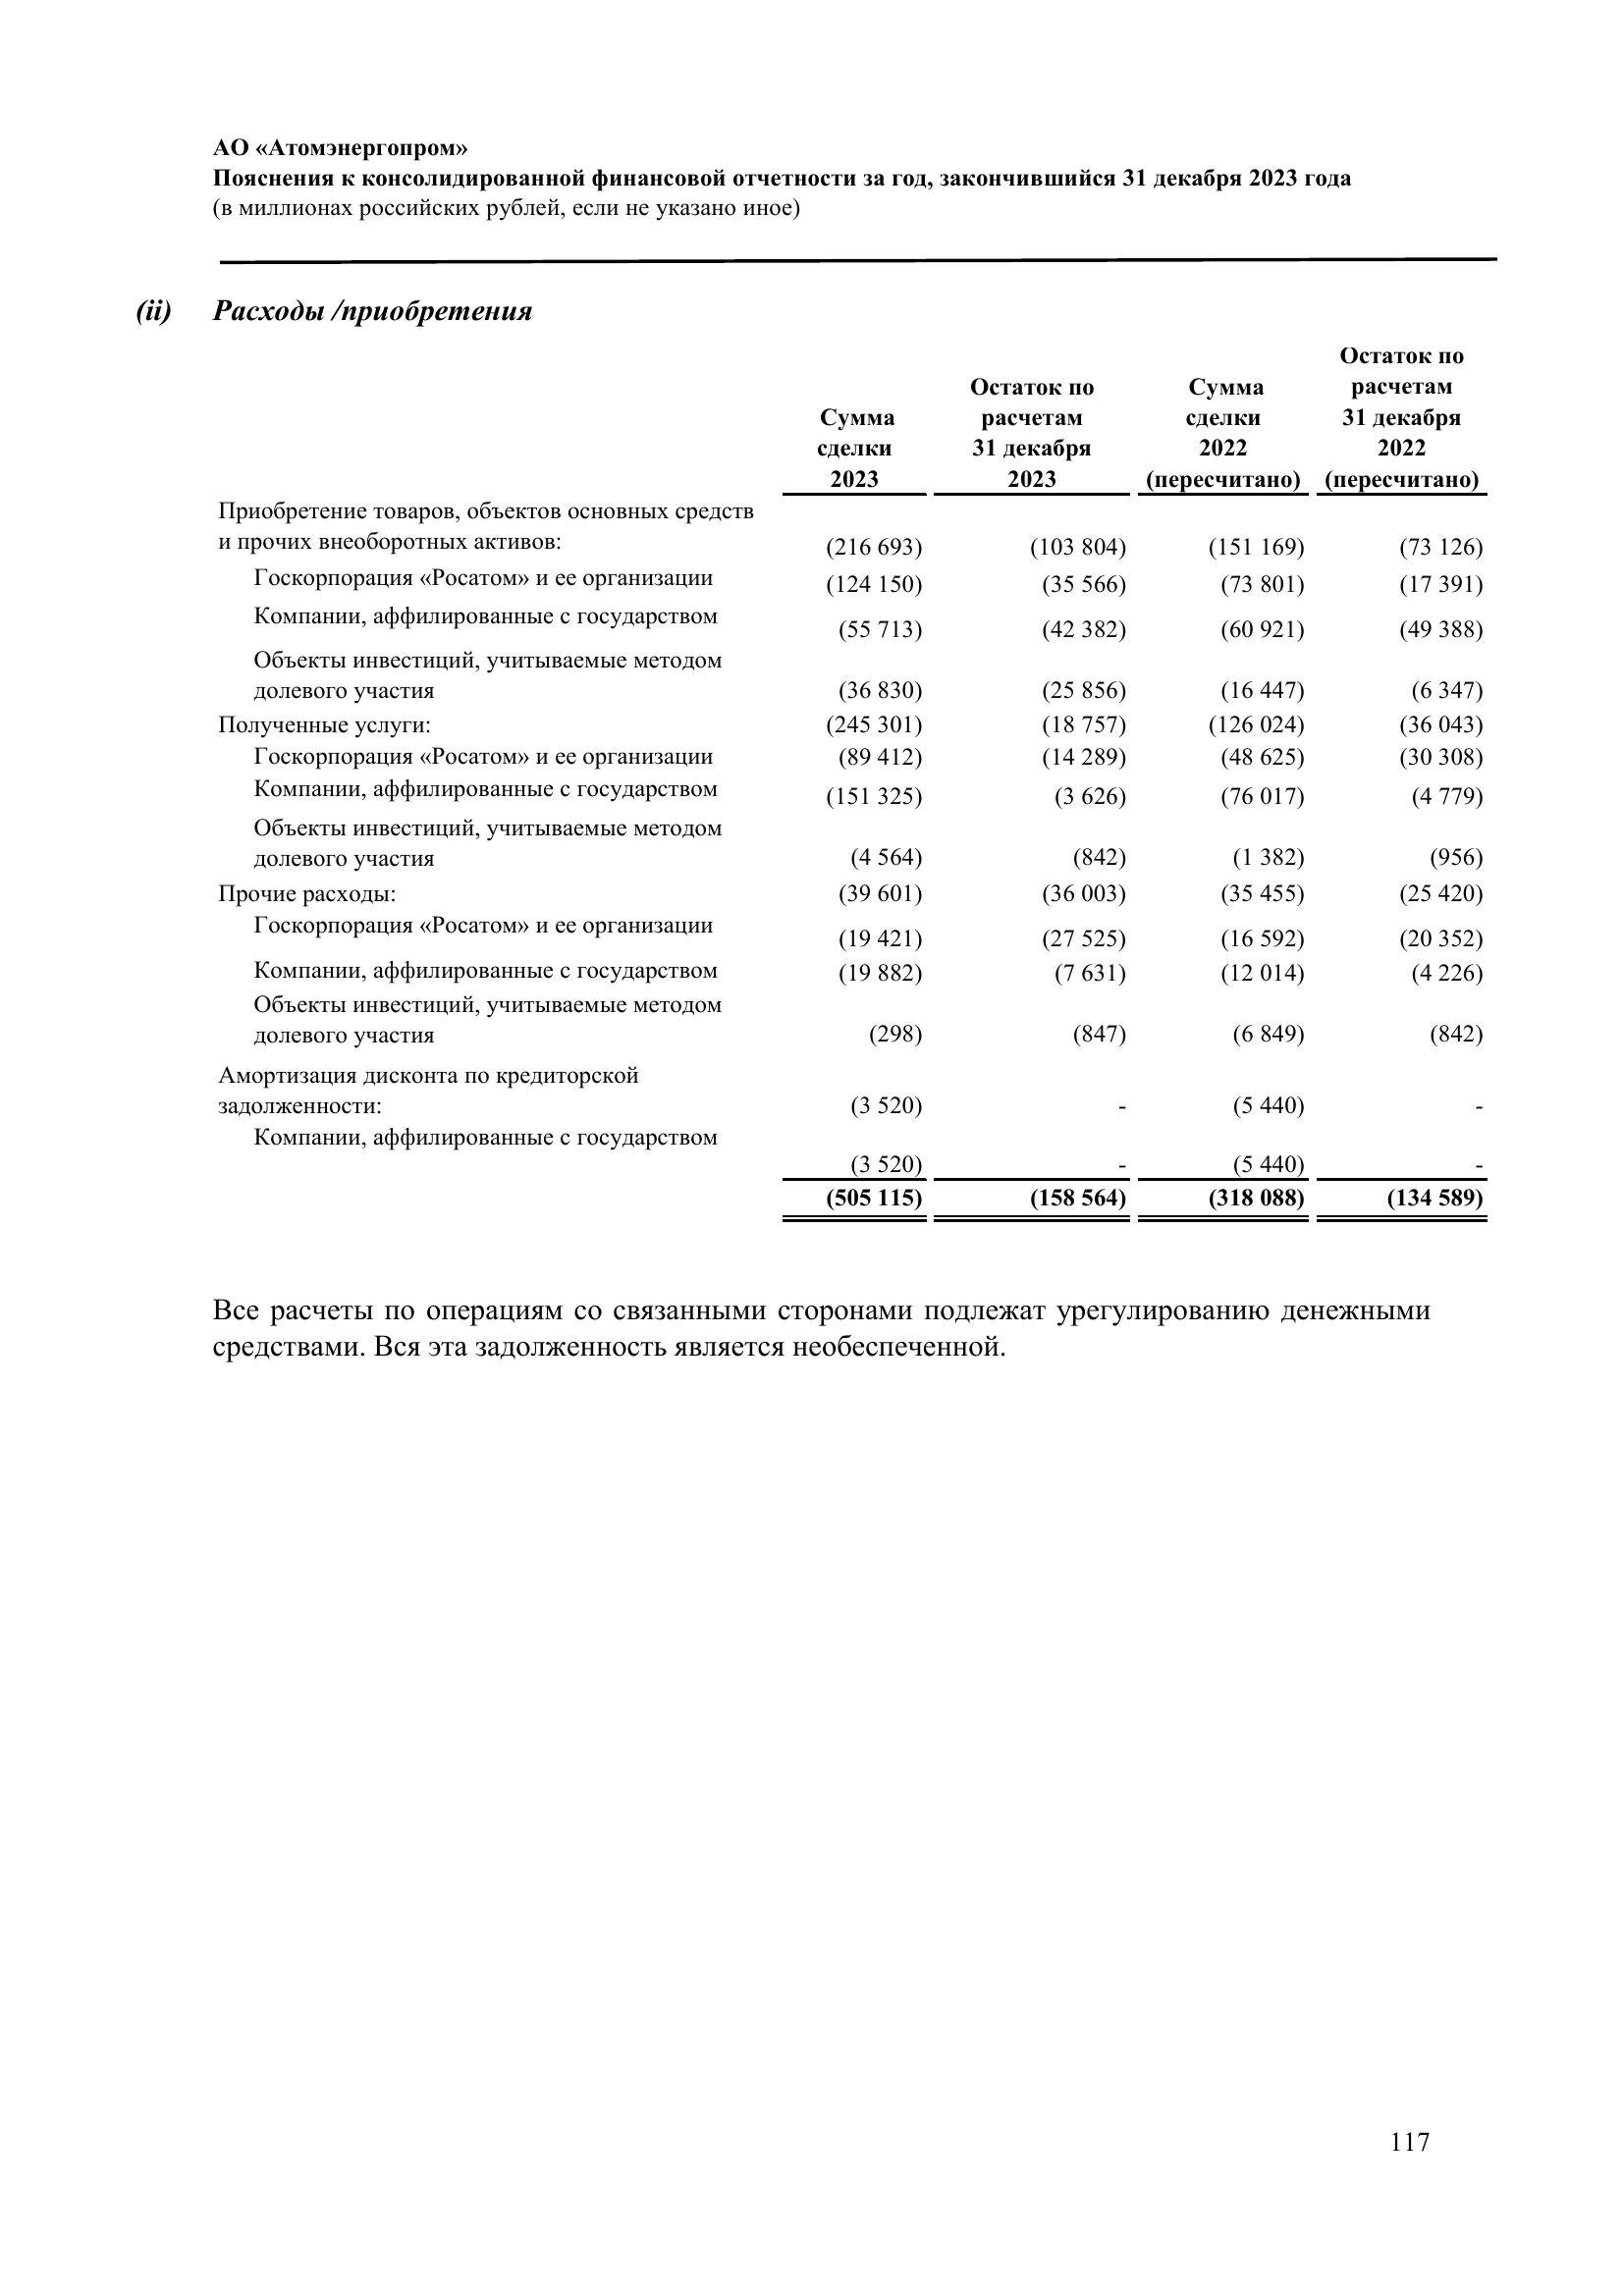 АО «Атомэнергопром»
Пояснения к консолидированной финансовой отчетности за год, закончившийся 31 декабря 2023 года
(в миллионах российских рублей, если не указано иное)
(ii) Расходы /приобретения
Сумма сделки 2023 Остаток по расчетам 31 декабря 2023 Сумма сделки 2022 (пересчитано) Остаток по расчетам 31 декабря 2022 (пересчитано)
Приобретение товаров, объектов основных средств
и прочих внеоборотных активов: (216 693) (103 804) (151 169) (73 126)
Госкорпорация «Росатом» и ее организации (124 150) (35 566) (73 801) (17 391)
Компании, аффилированные с государством (55 713) (42 382) (60 921) (49 388)
Объекты инвестиций, учитываемые методом
долевого участия (36 830) (25 856) (16 447) (6 347)
Полученные услуги: (245 301) (18 757) (126 024) (36 043)
Госкорпорация «Росатом» и ее организации (89 412) (14 289) (48 625) (30 308)
Компании, аффилированные с государством (151 325) (3 626) (76 017) (4 779)
Объекты инвестиций, учитываемые методом
долевого участия (4 564) (842) (1 382) (956)
Прочие расходы: (39 601) (36 003) (35 455) (25 420)
Госкорпорация «Росатом» и ее организации (19 421) (27 525) (16 592) (20 352)
Компании, аффилированные с государством (19 882) (7 631) (12 014) (4 226)
Объекты инвестиций, учитываемые методом
долевого участия (298) (847) (6 849) (842)
Амортизация дисконта по кредиторской
задолженности: (3 520) - (5 440) -
Компании, аффилированные с государством
(3 520) - (5 440) -
(505 115) (158 564) (318 088) (134 589)
Все расчеты по операциям со связанными сторонами подлежат урегулированию денежными
средствами. Вся эта задолженность является необеспеченной.
117